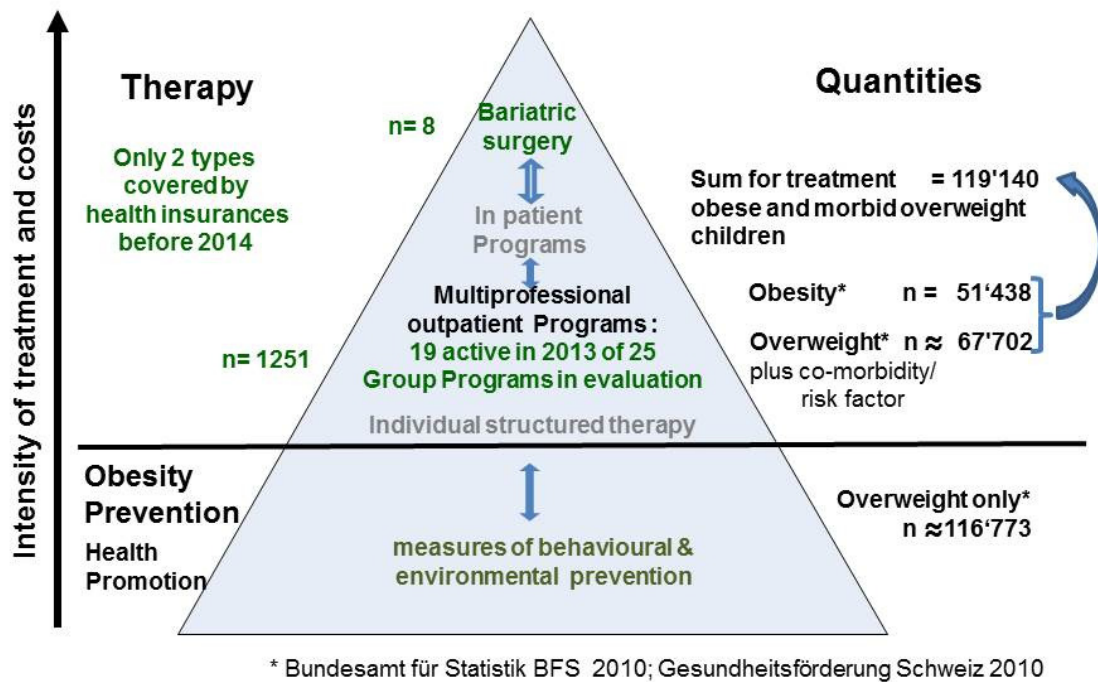 Intensity of treatment and costs
Therapy
Only 2 types
covered by
health insurances
before 2014
n= 8
n= 1251
Bariatric
surgery
In patient
Programs
Multiprofessional
outpatient Programs :
19 active in 2013 of 25
Group Programs in evaluation
Individual structured therapy
Quantities
Sum for treatment = 119'140
obese and morbid overweight
children
Obesity* n = 51‘438
Overweight* n ≈ 67'702
plus co-morbidity/
risk factor
Obesity
Prevention
Health
Promotion
measures of behavioural &
environmental prevention
Overweight only*
n ≈116‘773
* Bundesamt für Statistik BFS 2010; Gesundheitsförderung Schweiz 2010